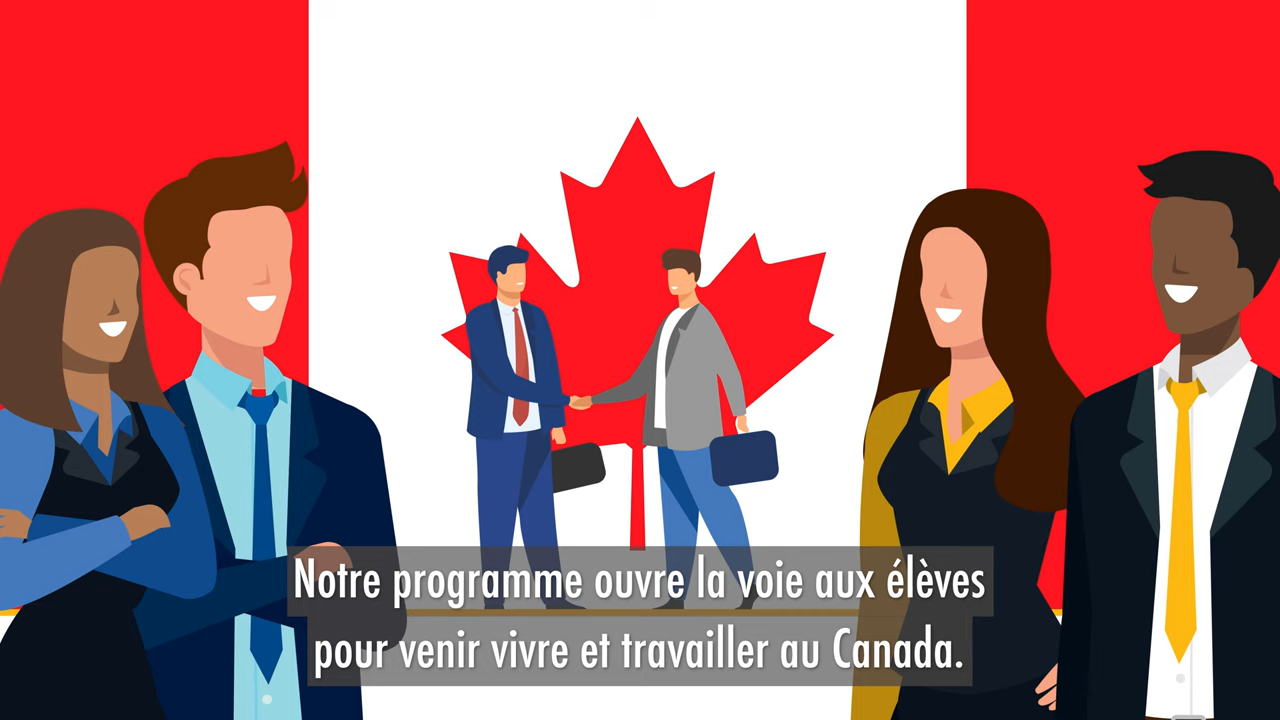 Notre programme ouvre la voie aux élèves
pour venir vivre et travailler au Canada.